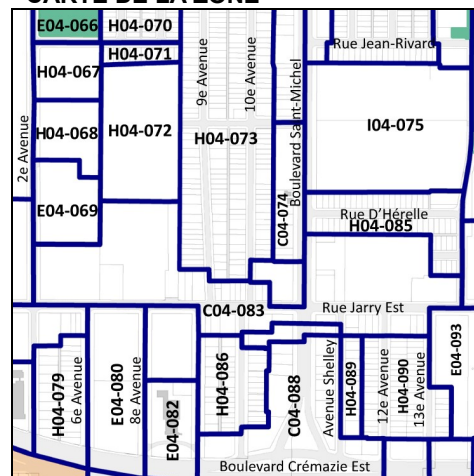 CARTE DE LA ZONE
E04-066
H04-070
H04-071
Rue Jean-Rivard
H04-067
9e Avenue
10e Avenue
Boulevard Saint-Michel
2e Avenue
H04-068
H04-072
H04-073
I04-075
E04-069
C04-074
Rue D'Hérelle
H04-085
C04-083
Rue Jarry Est
H04-079
6e Avenue
E04-080
8e Avenue
E04-082
H04-086
C04-088
Avenue Shelley
H04-089
12e Avenue
H04-090
13e Avenue
E04-093
Boulevard Crémazie Est